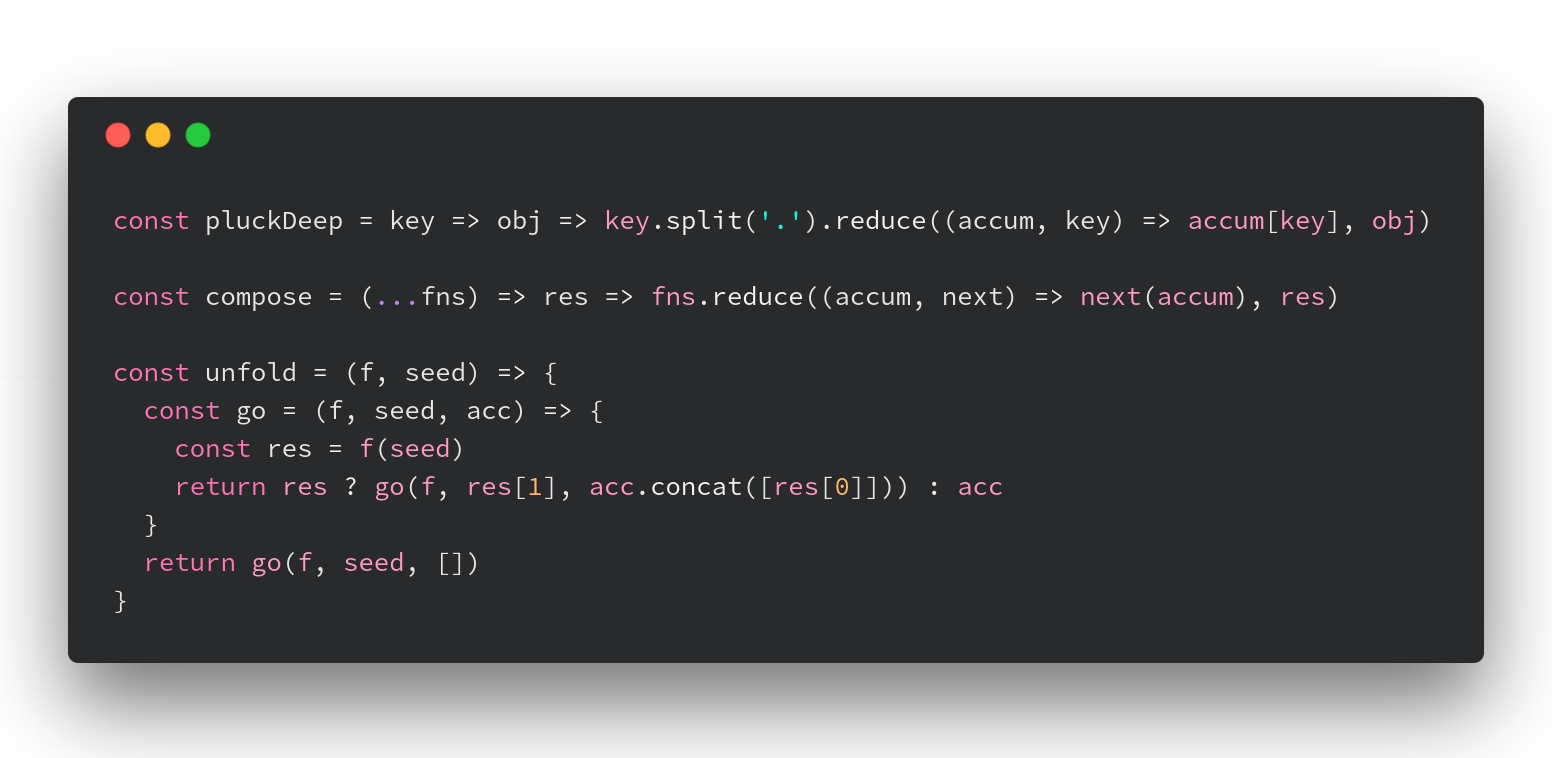 const pluckDeep = key => obj => key.split('.').reduce((accum, key) => accum[key], obj)
const compose = (...fns) => res => fns.reduce((accum, next) => next(accum), res)
const unfold = (f, seed) => {
  const go = (f, seed, acc) => {
    const res = f(seed)
    return res ? go(f, res[1], acc.concat([res[0]])) : acc
  }
  return go(f, seed, [])
}